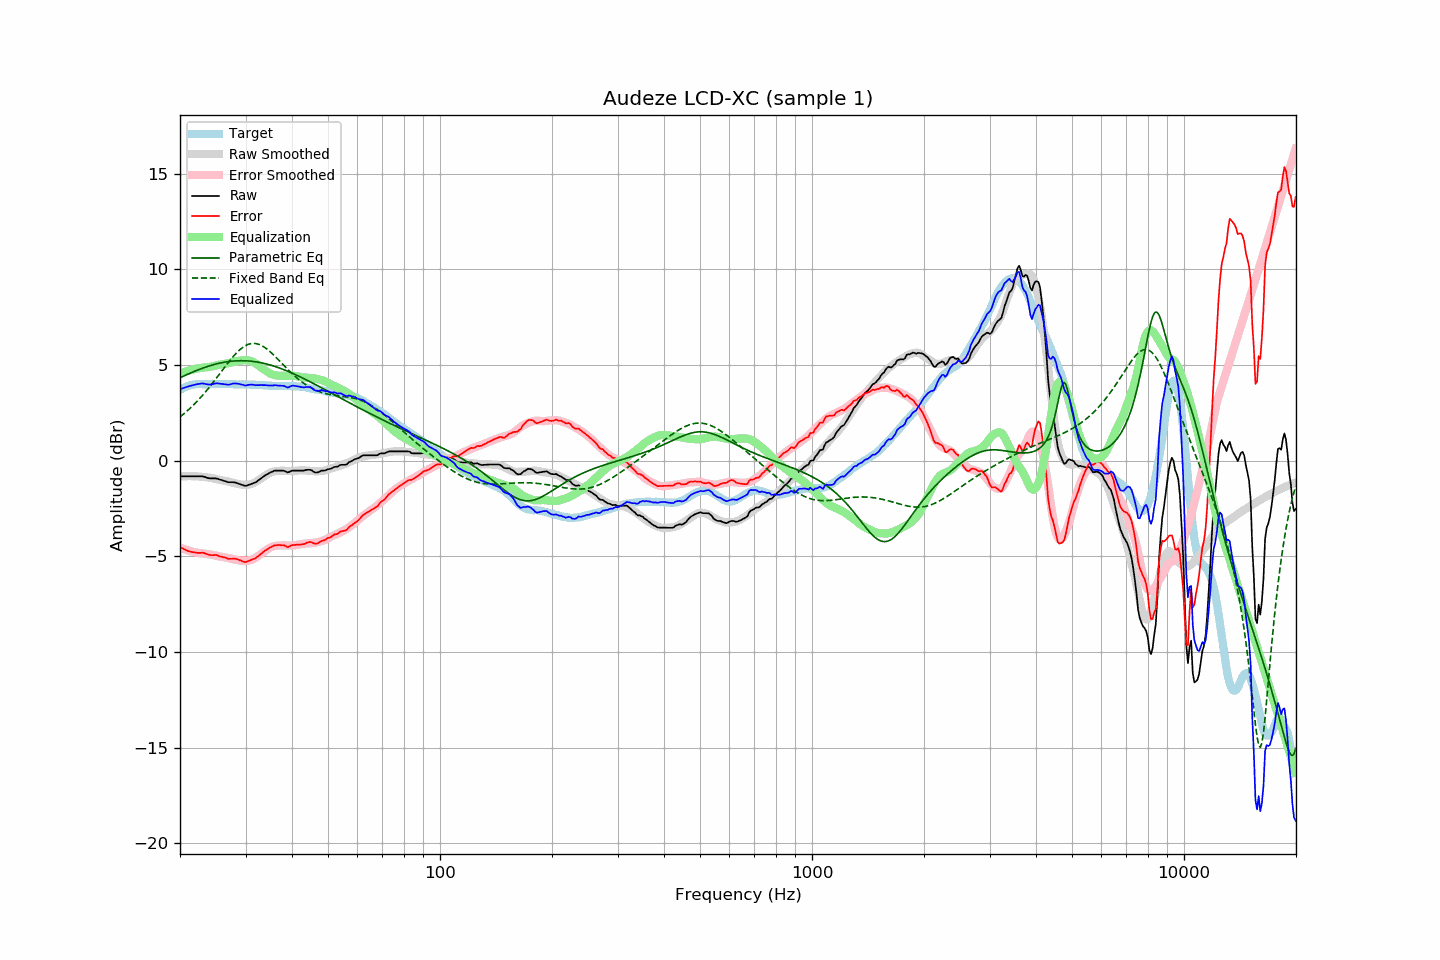 Audeze LCD-XC (sample 1)
Target
Raw Smoothed
Error Smoothed
Raw
Error
Equalization
Parametric Eq
Fixed Band Eq
Equalized
15
10
5
0
−5
−10
−15
−20
Amplitude (dBr)
100 1000 10000
Frequency (Hz)